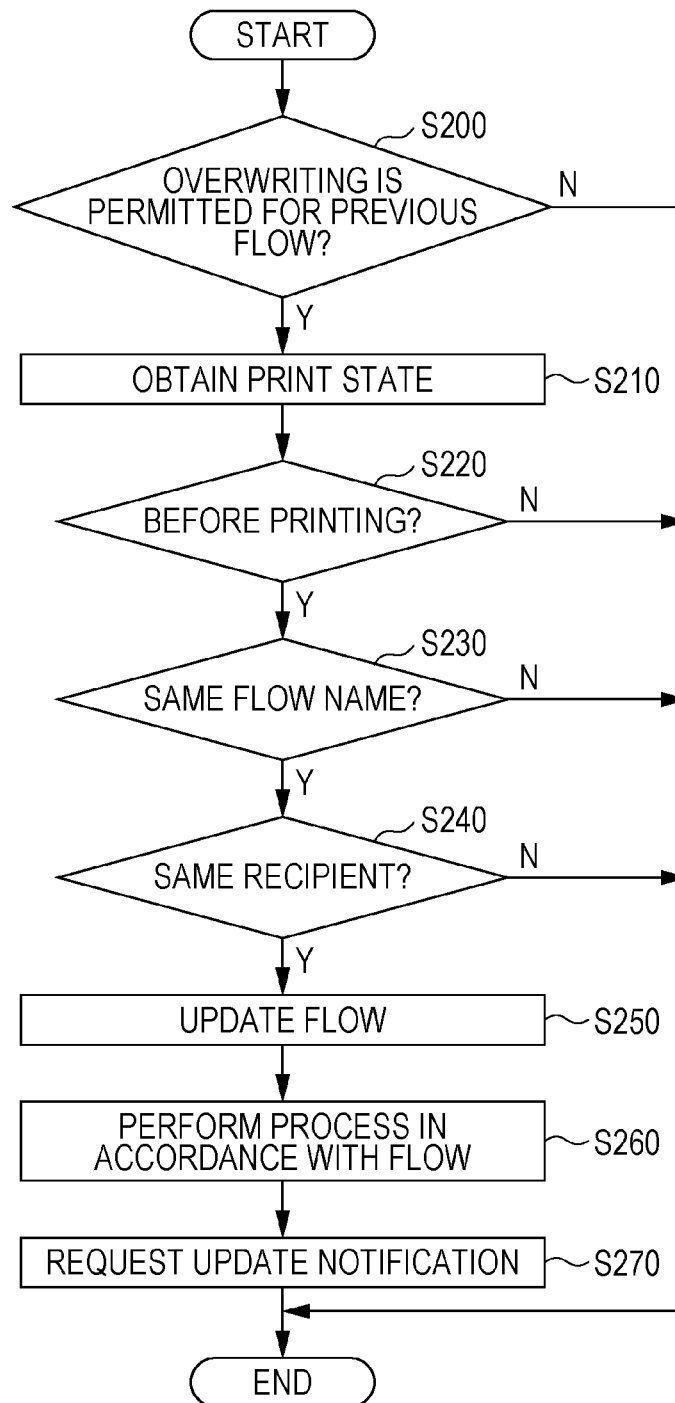 START
S200
OVERWRITING IS
PERMITTED FOR PREVIOUS
FLOW?
N
Y
OBTAIN PRINT STATE
S210
S220
BEFORE PRINTING?
N
Y
S230
SAME FLOW NAME?
N
Y
S240
SAME RECIPIENT?
N
Y
UPDATE FLOW
S250
PERFORM PROCESS IN
ACCORDANCE WITH FLOW
S260
REQUEST UPDATE NOTIFICATION
S270
END